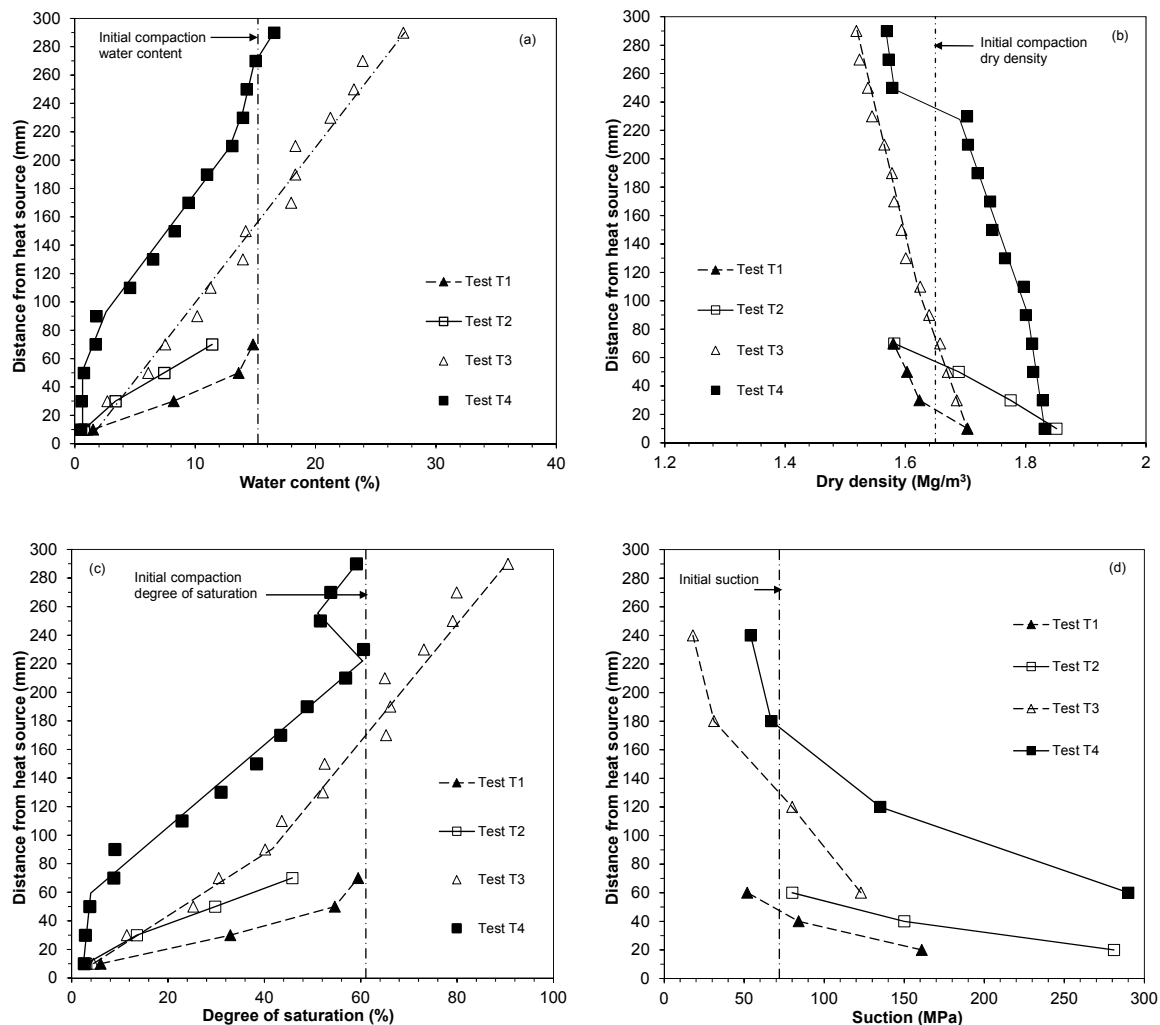 300
290
280
260
240
220
200
180
160
140
120
100
80
60
40
20
0
0 10 20 30 40
Distance from heat source (mm)
Water content (%)
Initial compaction
water content
(a)
Test T1
Test T2
Test T3
Test T4
300
280
260
240
220
200
180
160
140
120
100
80
60
40
20
0
1.2 1.4 1.6 1.8 2
Distance from heat source (mm)
Dry density (Mg/m³)
Initial compaction
dry density
(b)
Test T1
Test T2
Test T3
Test T4
300
280
260
240
220
200
180
160
140
120
100
80
60
40
20
0
0 20 40 60 80 100
Distance from heat source (mm)
Degree of saturation (%)
(c)
Initial compaction
degree of saturation
Test T1
Test T2
Test T3
Test T4
300
280
260
240
220
200
180
160
140
120
100
80
60
40
20
0
0 50 100 150 200 250 300
Distance from heat source (mm)
Suction (MPa)
Initial suction
(d)
Test T1
Test T2
Test T3
Test T4